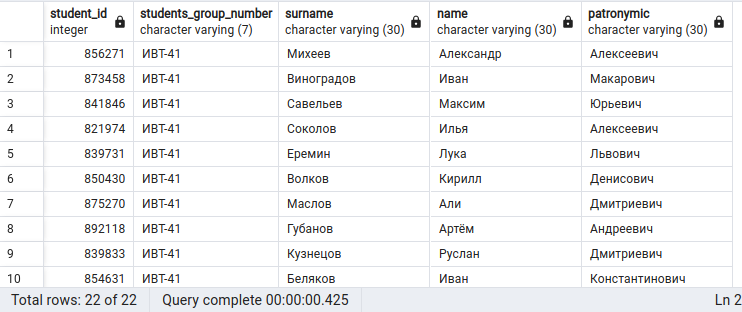 student_id students_group_number surname name patronymic
integer character varying (7) character varying (30) character varying (30) character varying (30)
1 856271 ИВТ-41 Михеев Александр Алексеевич
2 873458 ИВТ-41 Виноградов Иван Макарович
3 841846 ИВТ-41 Савельев Максим Юрьевич
4 821974 ИВТ-41 Соколов Илья Алексеевич
5 839731 ИВТ-41 Еремин Лука Львович
6 850430 ИВТ-41 Волков Кирилл Денисович
7 875270 ИВТ-41 Маслов Али Дмитриевич
8 892118 ИВТ-41 Губанов Артём Андреевич
9 839833 ИВТ-41 Кузнецов Руслан Дмитриевич
10 854631 ИВТ-41 Беляков Иван Константинович
Total rows: 22 of 22 Query complete 00:00:00.425 Ln 2